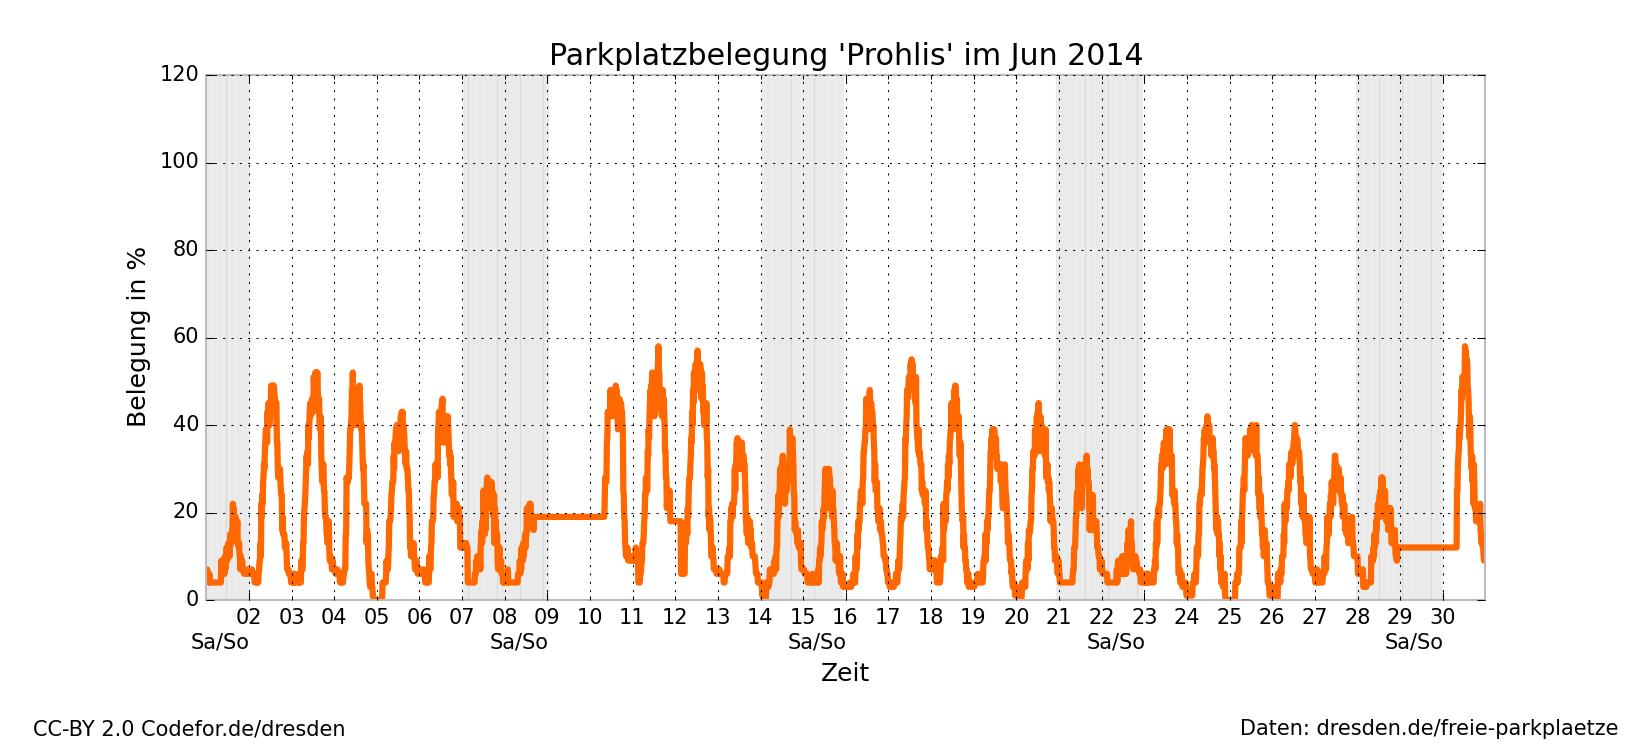 Parkplatzbelegung 'Prohlis' im Jun 2014
120
100
80
60
40
20
0
Belegung in %
02 03 04 05 06 07 08 09 10 11 12 13 14 15 16 17 18 19 20 21 22 23 24 25 26 27 28 29 30
Sa/So Sa/So Sa/So Sa/So Sa/So
Zeit
CC-BY 2.0 Codefor.de/dresden
Daten: dresden.de/freie-parkplaetze